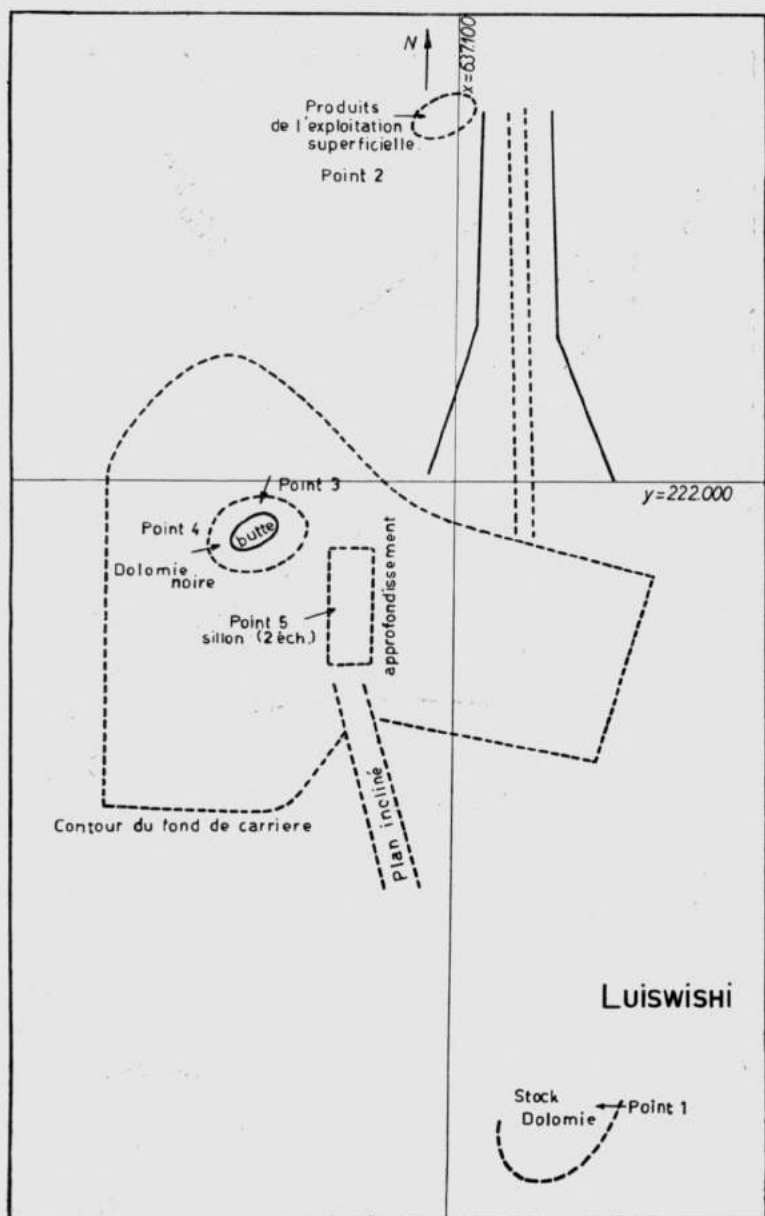 N
x=637.100
Produits
de l'exploitation
superficielle.
Point 2
y=222.000
Point 3
Point 4
butte
Dolomie
noire
approfondissement
Point 5
sillon (2 éch.)
Contour du fond de carriere
Plan incliné
LUISWISHI
Stock
Dolomie
Point 1